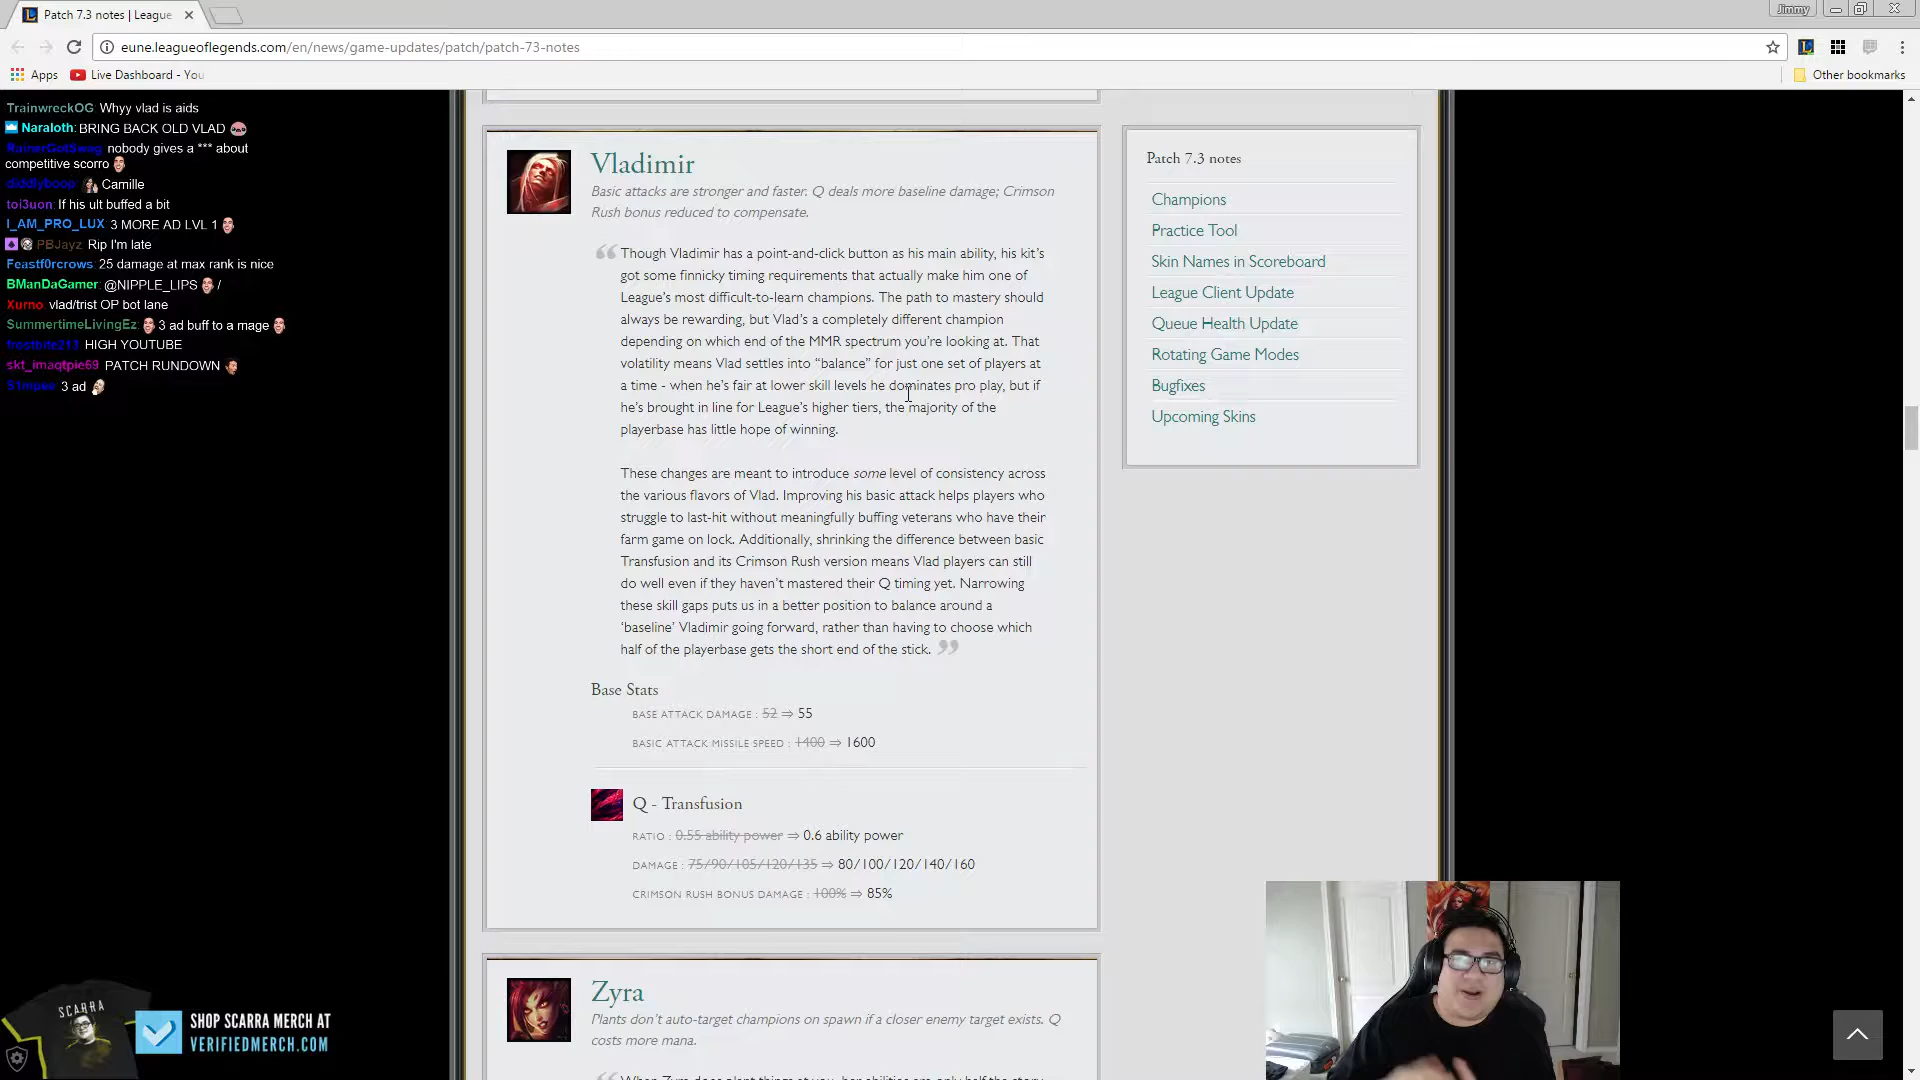 Patch 7.3 notes | League
Jimmy
eune.leagueoflegends.com/en/news/game-updates/patch/patch-73-notes
Apps
Live Dashboard - You
Other bookmarks
TrainwreckOG: Whyy vlad is aids
Naraloth: BRING BACK OLD VLAD
RainerGotSwag: nobody gives a *** about
competitive scorro
diddlyboop: Camille
toi3uon: If his ult buffed a bit
I_AM_PRO_LUX: 3 MORE AD LVL 1
PBJayz Rip I'm late
Feastf0rcrows: 25 damage at max rank is nice
BManDaGamer: @NIPPLE_LIPS /
Xurno: vlad/trist OP bot lane
SummertimeLivingEz: 3 ad buff to a mage
frostbite211: HIGH YOUTUBE
skt_imaqtpie69 PATCH RUNDOWN
3 ad
Vladimir
Basic attacks are stronger and faster. Q deals more baseline damage; Crimson
Rush bonus reduced to compensate.
“ Though Vladimir has a point-and-click button as his main ability, his kit's
got some finnicky timing requirements that actually make him one of
League's most difficult-to-learn champions. The path to mastery should
always be rewarding, but Vlad's a completely different champion
depending on which end of the MMR spectrum you're looking at. That
volatility means Vlad settles into “balance” for just one set of players at
a time - when he's fair at lower skill levels he dominates pro play, but if
he's brought in line for League's higher tiers, the majority of the
playerbase has little hope of winning.
These changes are meant to introduce some level of consistency across
the various flavors of Vlad. Improving his basic attack helps players who
struggle to last-hit without meaningfully buffing veterans who have their
farm game on lock. Additionally, shrinking the difference between basic
Transfusion and its Crimson Rush version means Vlad players can still
do well even if they haven't mastered their Q timing yet. Narrowing
these skill gaps puts us in a better position to balance around a
‘baseline’ Vladimir going forward, rather than having to choose which
half of the playerbase gets the short end of the stick. ”
Base Stats
BASE ATTACK DAMAGE : 52 ⇒ 55
BASIC ATTACK MISSILE SPEED : 1400 ⇒ 1600
Q - Transfusion
RATIO : 0.55 ability power ⇒ 0.6 ability power
DAMAGE : 75/90/105/120/135 ⇒ 80/100/120/140/160
CRIMSON RUSH BONUS DAMAGE : 100% ⇒ 85%
Zyra
Plants don't auto-target champions on spawn if a closer enemy target exists. Q
costs more mana.
“ When Zyra does plant things at you, her abilities are only half the story
Patch 7.3 notes
Champions
Practice Tool
Skin Names in Scoreboard
League Client Update
Queue Health Update
Rotating Game Modes
Bugfixes
Upcoming Skins
SCARRA
SHOP SCARRA MERCH AT
VERIFIEDMERCH.COM